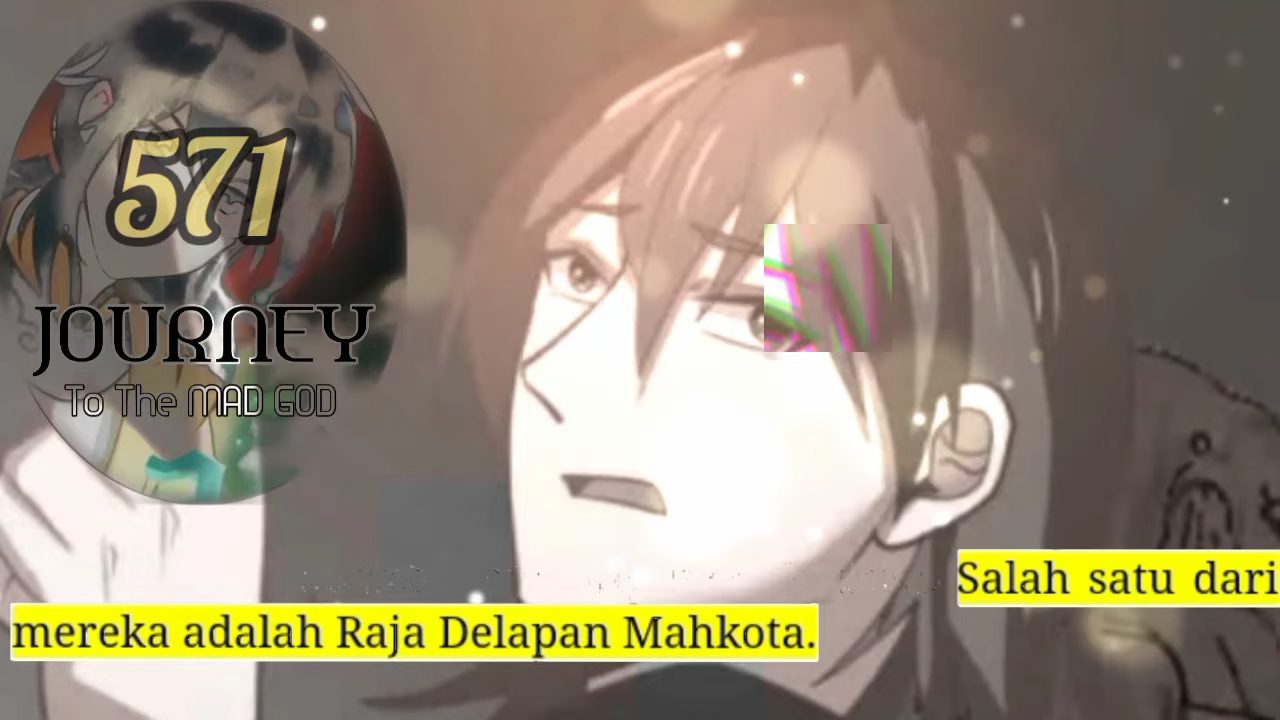 571
JOURNEY
To The MAD GOD
Salah satu dari
mereka adalah Raja Delapan Mahkota.